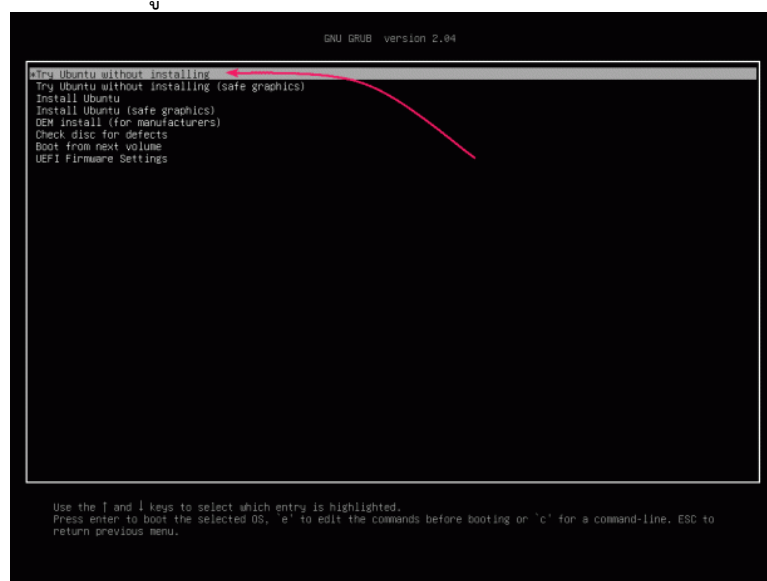 GNU GRUB version 2.04
*Try Ubuntu without installing
Try Ubuntu without installing (safe graphics)
Install Ubuntu
Install Ubuntu (safe graphics)
OEM install (for manufacturers)
Check disc for defects
Boot from next volume
UEFI Firmware Settings
Use the ↑ and ↓ keys to select which entry is highlighted.
Press enter to boot the selected OS, `e' to edit the commands before booting or `c' for a command-line. ESC to
return previous menu.